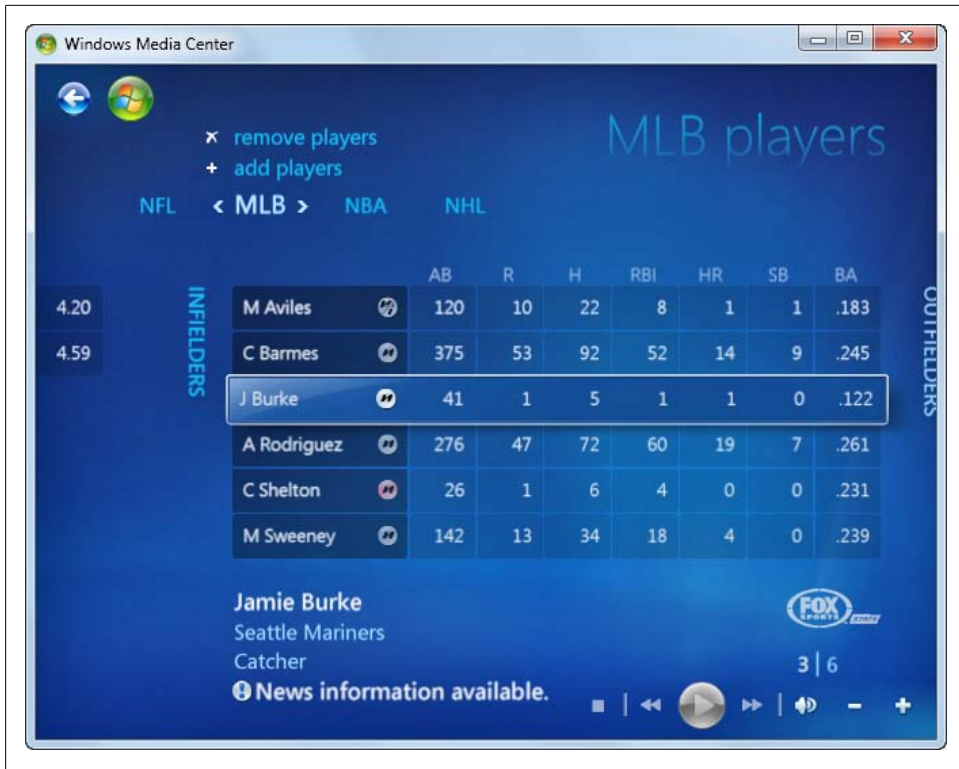 Windows Media Center
MLB players
remove players
add players
NFL < MLB > NBA NHL
AB R H RBI HR SB BA
4.20
4.59
INFIELDERS
M Aviles 120 10 22 8 1 1 .183
C Barmes 375 53 92 52 14 9 .245
J Burke 41 1 5 1 1 0 .122
A Rodriguez 276 47 72 60 19 7 .261
C Shelton 26 1 6 4 0 0 .231
M Sweeney 142 13 34 18 4 0 .239
OUTFIELDERS
Jamie Burke
Seattle Mariners
Catcher
News information available.
FOX
SPORTS
STATS
3 | 6